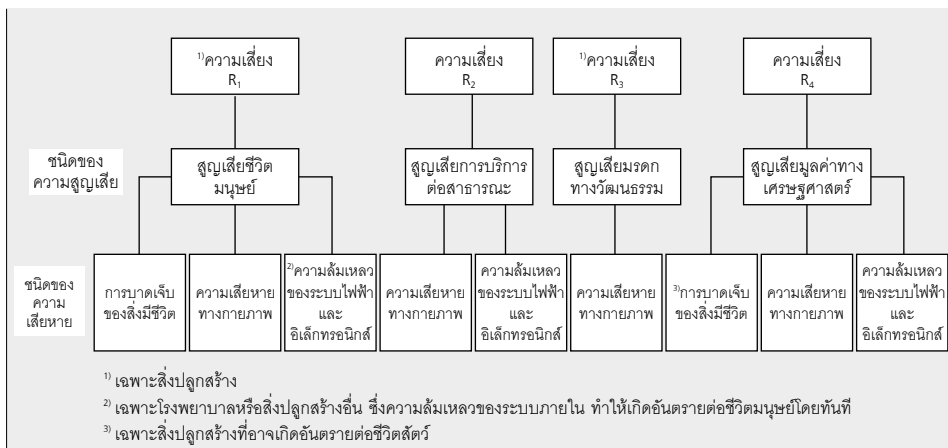 ¹⁾ความเสี่ยง
R₁
ความเสี่ยง
R₂
¹⁾ความเสี่ยง
R₃
ความเสี่ยง
R₄
ชนิดของ
ความสูญเสีย
สูญเสียชีวิต
มนุษย์
สูญเสียการบริการ
ต่อสาธารณะ
สูญเสียมรดก
ทางวัฒนธรรม
สูญเสียมูลค่าทาง
เศรษฐศาสตร์
ชนิดของ
ความ
เสียหาย
การบาดเจ็บ
ของสิ่งมีชีวิต
ความเสียหาย
ทางกายภาพ
²⁾ความล้มเหลว
ของระบบไฟฟ้า
และ
อิเล็กทรอนิกส์
ความเสียหาย
ทางกายภาพ
ความล้มเหลว
ของระบบไฟฟ้า
และ
อิเล็กทรอนิกส์
ความเสียหาย
ทางกายภาพ
³⁾การบาดเจ็บ
ของสิ่งมีชีวิต
ความเสียหาย
ทางกายภาพ
ความล้มเหลว
ของระบบไฟฟ้า
และ
อิเล็กทรอนิกส์
¹⁾ เฉพาะสิ่งปลูกสร้าง
²⁾ เฉพาะโรงพยาบาลหรือสิ่งปลูกสร้างอื่น ซึ่งความล้มเหลวของระบบภายใน ทำให้เกิดอันตรายต่อชีวิตมนุษย์โดยทันที
³⁾ เฉพาะสิ่งปลูกสร้างที่อาจเกิดอันตรายต่อชีวิตสัตว์